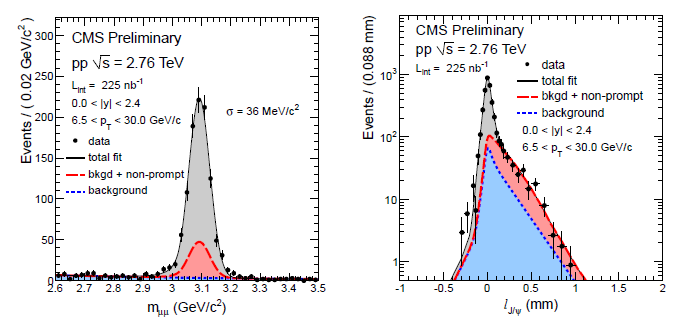 Events / ( 0.02 GeV/c² )
300
250
200
150
100
50
0
CMS Preliminary
pp √s = 2.76 TeV
L_int = 225 nb⁻¹
0.0 < |y| < 2.4
6.5 < p_T < 30.0 GeV/c
σ = 36 MeV/c²
data
total fit
bkgd + non-prompt
background
2.6 2.7 2.8 2.9 3.0 3.1 3.2 3.3 3.4 3.5
m_μμ (GeV/c²)
Events / (0.088 mm)
10³
10²
10
1
CMS Preliminary
pp √s = 2.76 TeV
L_int = 225 nb⁻¹
data
total fit
bkgd + non-prompt
background
0.0 < |y| < 2.4
6.5 < p_T < 30.0 GeV/c
-1 -0.5 0 0.5 1 1.5 2
l_J/ψ (mm)